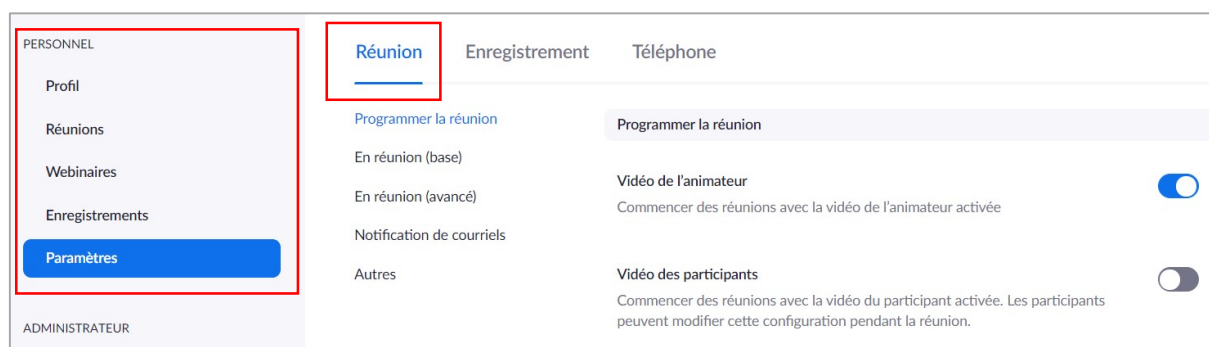 PERSONNEL
Profil
Réunions
Webinaires
Enregistrements
Paramètres
ADMINISTRATEUR
Réunion Enregistrement Téléphone
Programmer la réunion
En réunion (base)
En réunion (avancé)
Notification de courriels
Autres
Programmer la réunion
Vidéo de l'animateur
Commencer des réunions avec la vidéo de l'animateur activée
Vidéo des participants
Commencer des réunions avec la vidéo du participant activée. Les participants
peuvent modifier cette configuration pendant la réunion.